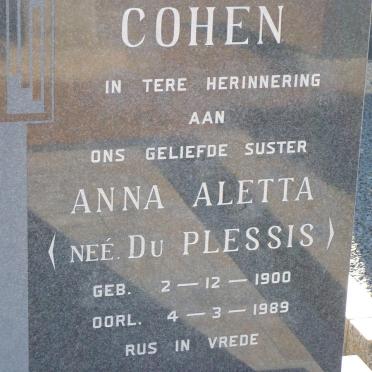 COHEN
IN TERE HERINNERING
AAN
ONS GELIEFDE SUSTER
ANNA ALETTA
(NEÉ. DU PLESSIS)
GEB. 2 — 12 — 1900
OORL. 4 — 3 — 1989
RUS IN VREDE